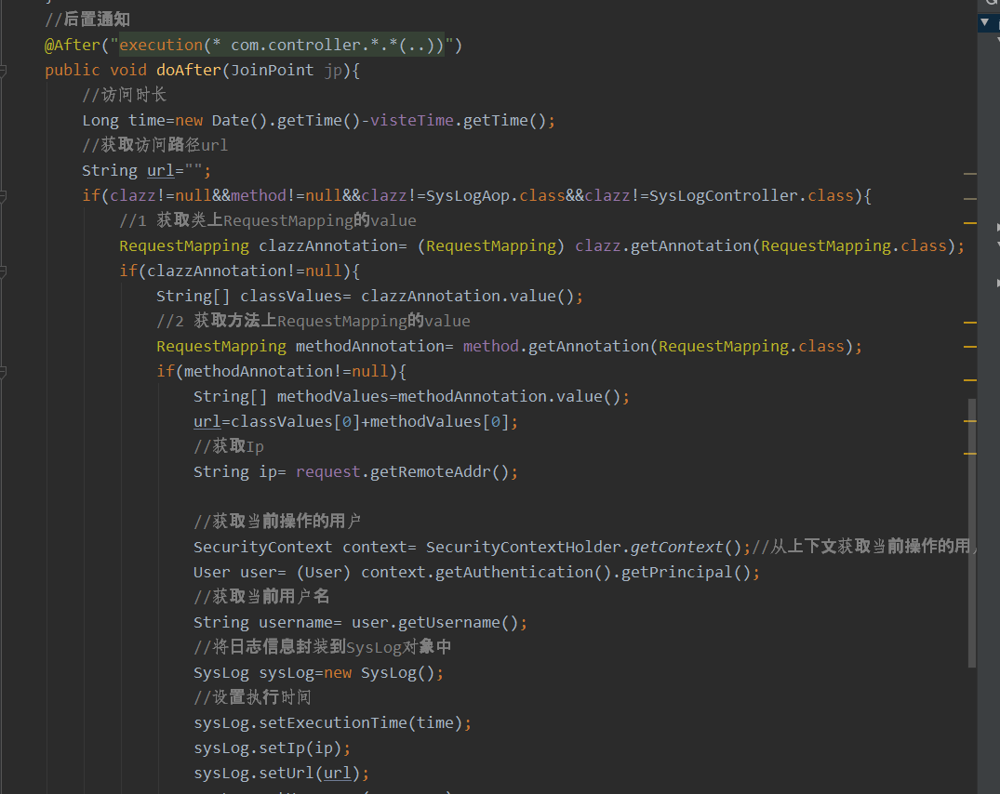 //后置通知
@After("execution(* com.controller.*.*(..))")
public void doAfter(JoinPoint jp){
//访问时长
Long time=new Date().getTime()-visteTime.getTime();
//获取访问路径url
String url="";
if(clazz!=null&&method!=null&&clazz!=SysLogAop.class&&clazz!=SysLogController.class){
//1 获取类上RequestMapping的value
RequestMapping clazzAnnotation= (RequestMapping) clazz.getAnnotation(RequestMapping.class);
if(clazzAnnotation!=null){
String[] classValues= clazzAnnotation.value();
//2 获取方法上RequestMapping的value
RequestMapping methodAnnotation= method.getAnnotation(RequestMapping.class);
if(methodAnnotation!=null){
String[] methodValues=methodAnnotation.value();
url=classValues[0]+methodValues[0];
//获取Ip
String ip= request.getRemoteAddr();
//获取当前操作的用户
SecurityContext context= SecurityContextHolder.getContext();//从上下文获取当前操作的用
User user= (User) context.getAuthentication().getPrincipal();
//获取当前用户名
String username= user.getUsername();
//将日志信息封装到SysLog对象中
SysLog sysLog=new SysLog();
//设置执行时间
sysLog.setExecutionTime(time);
sysLog.setIp(ip);
sysLog.setUrl(url);